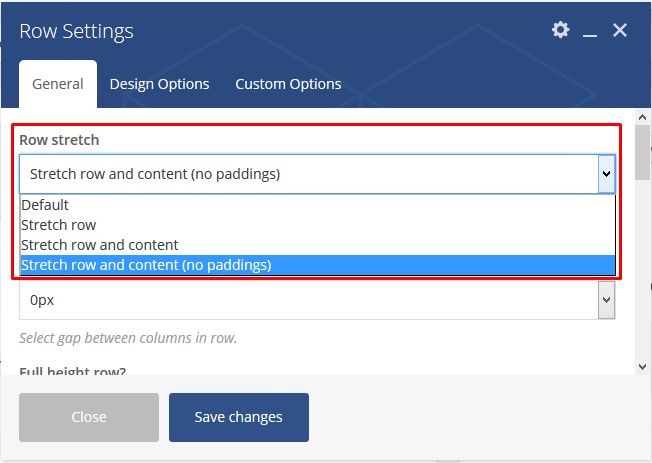 Row Settings
General Design Options Custom Options
Row stretch
Stretch row and content (no paddings)
Default
Stretch row
Stretch row and content
Stretch row and content (no paddings)
0px
Select gap between columns in row.
Full height row?
Close Save changes